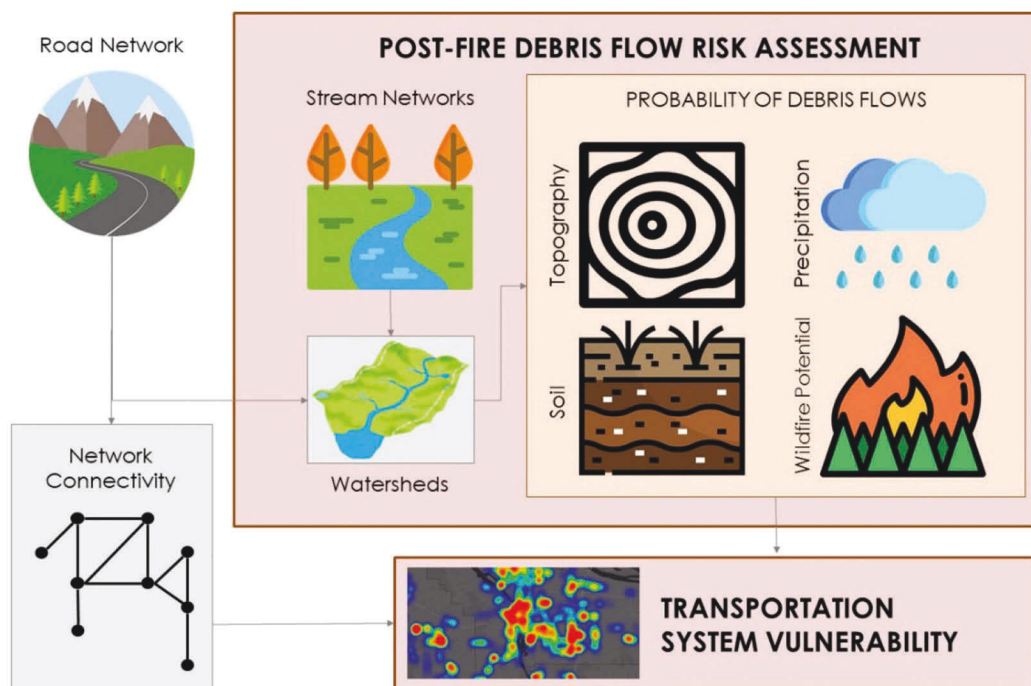 Road Network
POST-FIRE DEBRIS FLOW RISK ASSESSMENT
Stream Networks
PROBABILITY OF DEBRIS FLOWS
Topography
Precipitation
Soil
Wildfire Potential
Watersheds
Network
Connectivity
TRANSPORTATION
SYSTEM VULNERABILITY